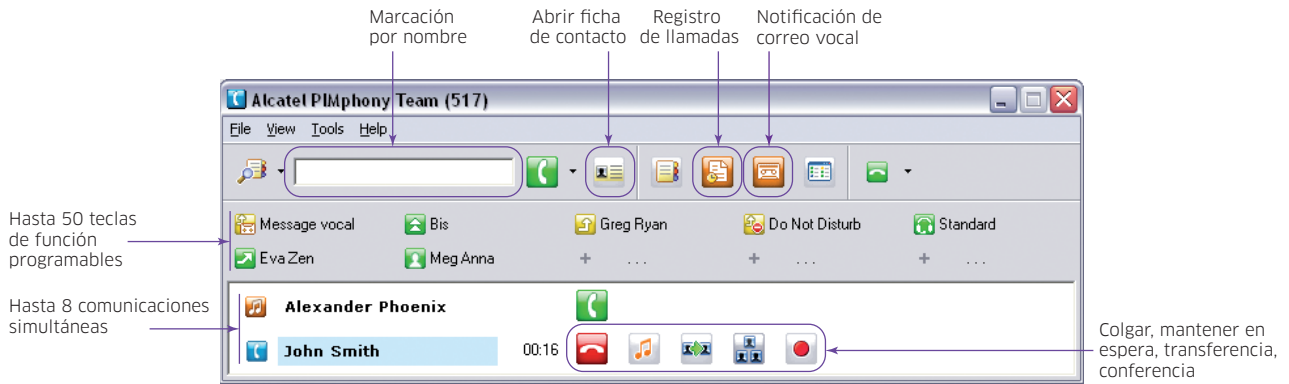 Marcación
por nombre
Abrir ficha
de contacto
Registro
de llamadas
Notificación de
correo vocal
Alcatel PIMphony Team (517)
File View Tools Help
Hasta 50 teclas
de función
programables
Message vocal
Bis
Greg Ryan
Do Not Disturb
Standard
Eva Zen
Meg Anna
+ ...
+ ...
+ ...
Hasta 8 comunicaciones
simultáneas
Alexander Phoenix
John Smith
00:16
Colgar, mantener en
espera, transferencia,
conferencia